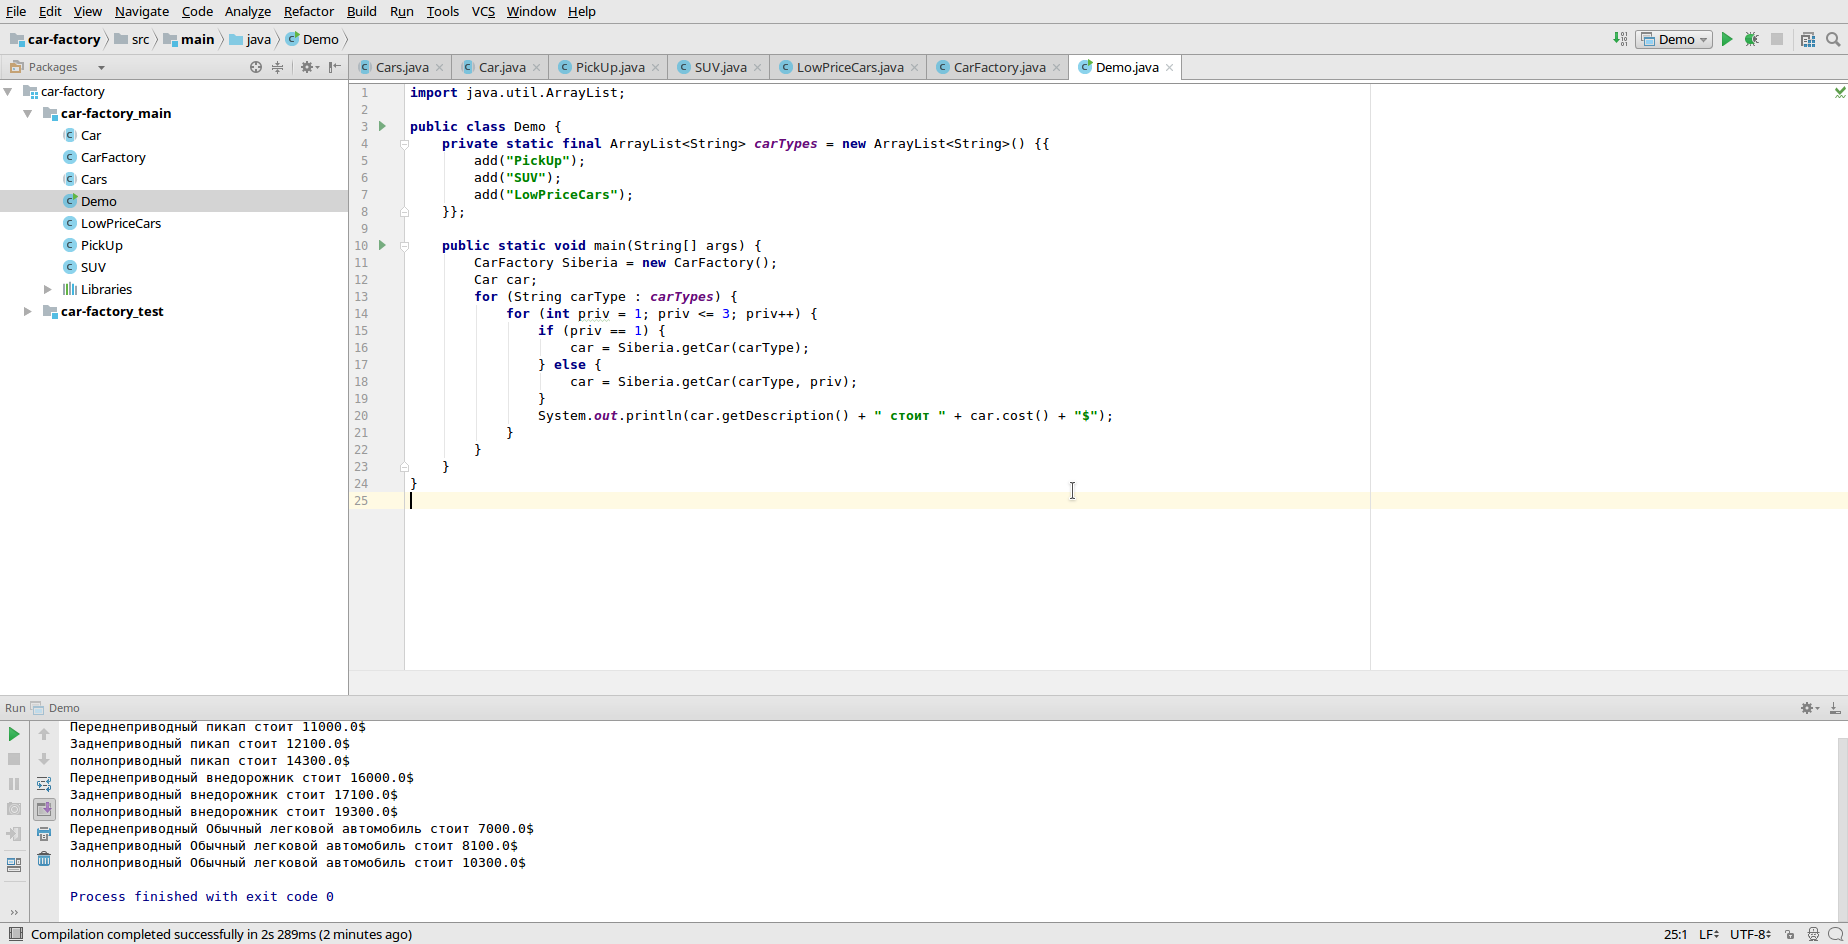 File Edit View Navigate Code Analyze Refactor Build Run Tools VCS Window Help
car-factory src main java Demo
Demo
Packages
Cars.java Car.java PickUp.java SUV.java LowPriceCars.java CarFactory.java Demo.java
car-factory
car-factory_main
Car
CarFactory
Cars
Demo
LowPriceCars
PickUp
SUV
Libraries
car-factory_test
1 import java.util.ArrayList;
2
3 public class Demo {
4     private static final ArrayList<String> carTypes = new ArrayList<String>() {{
5         add("PickUp");
6         add("SUV");
7         add("LowPriceCars");
8     }};
9
10     public static void main(String[] args) {
11         CarFactory Siberia = new CarFactory();
12         Car car;
13         for (String carType : carTypes) {
14             for (int priv = 1; priv <= 3; priv++) {
15                 if (priv == 1) {
16                     car = Siberia.getCar(carType);
17                 } else {
18                     car = Siberia.getCar(carType, priv);
19                 }
20                 System.out.println(car.getDescription() + " стоит " + car.cost() + "$");
21             }
22         }
23     }
24 }
25
Run Demo
Переднеприводный пикап стоит 11000.0$
Заднеприводный пикап стоит 12100.0$
полноприводный пикап стоит 14300.0$
Переднеприводный внедорожник стоит 16000.0$
Заднеприводный внедорожник стоит 17100.0$
полноприводный внедорожник стоит 19300.0$
Переднеприводный Обычный легковой автомобиль стоит 7000.0$
Заднеприводный Обычный легковой автомобиль стоит 8100.0$
полноприводный Обычный легковой автомобиль стоит 10300.0$
Process finished with exit code 0
Compilation completed successfully in 2s 289ms (2 minutes ago)
25:1 LF UTF-8